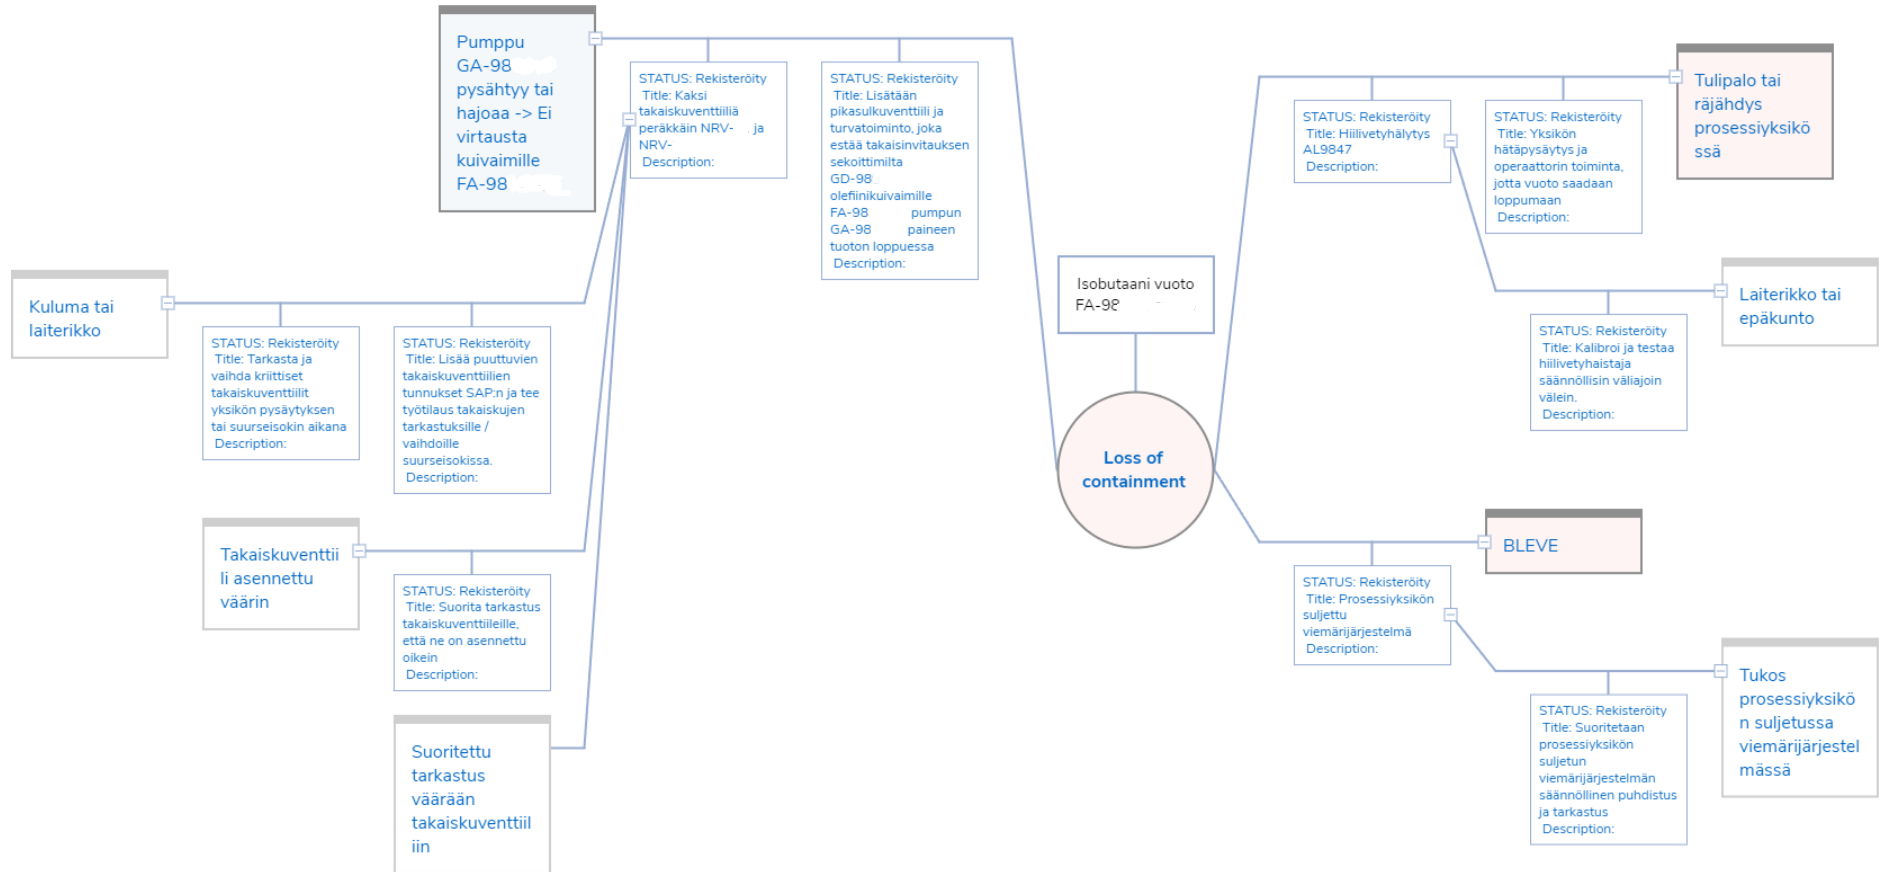 Pumppu
GA-98
pysähtyy tai
hajoaa -> Ei
virtausta
kuivaimille
FA-98
STATUS: Rekisteröity
Title: Kaksi
takaiskuventtiiliä
peräkkäin NRV- ja
NRV-
Description:
STATUS: Rekisteröity
Title: Lisätään
pikasulkuventtiili ja
turvatoiminto, joka
estää takaisinvitauksen
sekoittimilta
GD-98
olefiinikuivaimille
FA-98 pumpun
GA-98 paineen
tuoton loppuessa
Description:
Kuluma tai
laiterikko
STATUS: Rekisteröity
Title: Tarkasta ja
vaihda kriittiset
takaiskuventtiilit
yksikön pysäytyksen
tai suurseisokin aikana
Description:
STATUS: Rekisteröity
Title: Lisää puuttuvien
takaiskuventtiilien
tunnukset SAP:n ja tee
työtilaus takaiskujen
tarkastuksille /
vaihdoille
suurseisokissa.
Description:
Takaiskuventtii
li asennettu
väärin
STATUS: Rekisteröity
Title: Suorita tarkastus
takaiskuventtiileille,
että ne on asennettu
oikein
Description:
Suoritettu
tarkastus
väärään
takaiskuventtiil
iin
Isobutaani vuoto
FA-98
Loss of
containment
STATUS: Rekisteröity
Title: Hiilivetyhälytys
AL9847
Description:
STATUS: Rekisteröity
Title: Yksikön
hätäpysäytys ja
operaattorin toiminta,
jotta vuoto saadaan
loppumaan
Description:
Tulipalo tai
räjähdys
prosessiyksikö
ssä
STATUS: Rekisteröity
Title: Kalibroi ja testaa
hiilivetyhaistaja
säännöllisin väliajoin
välein.
Description:
Laiterikko tai
epäkunto
STATUS: Rekisteröity
Title: Prosessiyksikön
suljettu
viemärijärjestelmä
Description:
BLEVE
STATUS: Rekisteröity
Title: Suoritetaan
prosessiyksikön
suljetun
viemärijärjestelmän
säännöllinen puhdistus
ja tarkastus
Description:
Tukos
prosessiyksikö
n suljetussa
viemärijärjestel
mässä